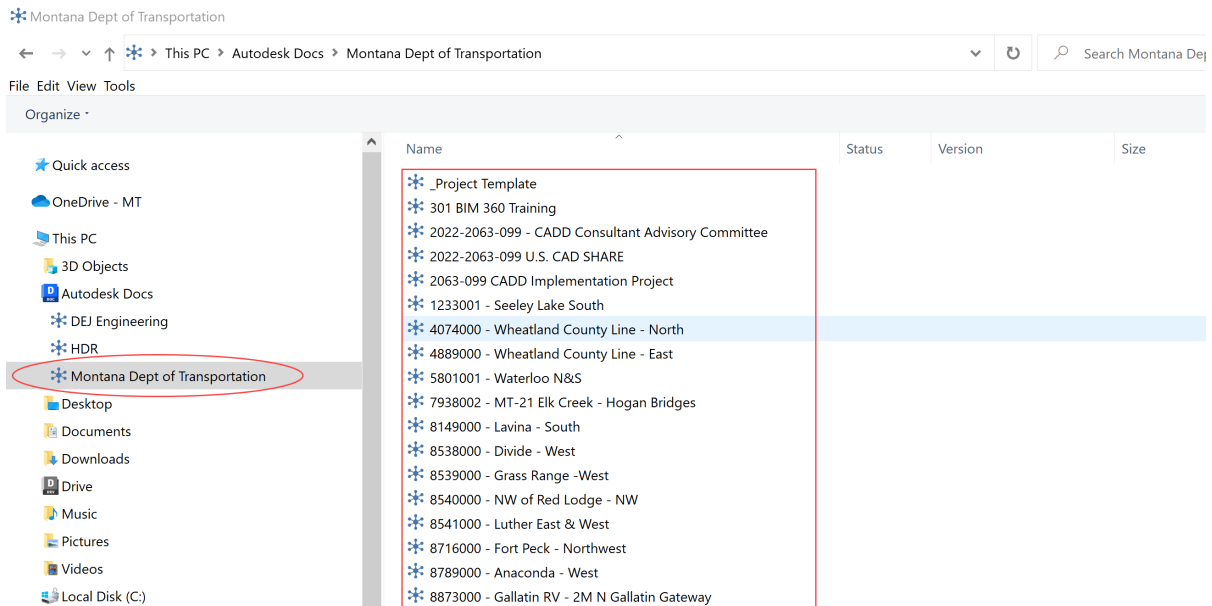 Montana Dept of Transportation
This PC > Autodesk Docs > Montana Dept of Transportation
Search Montana Dep
File Edit View Tools
Organize
Quick access
OneDrive - MT
This PC
3D Objects
Autodesk Docs
DEJ Engineering
HDR
Montana Dept of Transportation
Desktop
Documents
Downloads
Drive
Music
Pictures
Videos
Local Disk (C:)
Name Status Version Size
_Project Template
301 BIM 360 Training
2022-2063-099 - CADD Consultant Advisory Committee
2022-2063-099 U.S. CAD SHARE
2063-099 CADD Implementation Project
1233001 - Seeley Lake South
4074000 - Wheatland County Line - North
4889000 - Wheatland County Line - East
5801001 - Waterloo N&S
7938002 - MT-21 Elk Creek - Hogan Bridges
8149000 - Lavina - South
8538000 - Divide - West
8539000 - Grass Range -West
8540000 - NW of Red Lodge - NW
8541000 - Luther East & West
8716000 - Fort Peck - Northwest
8789000 - Anaconda - West
8873000 - Gallatin RV - 2M N Gallatin Gateway